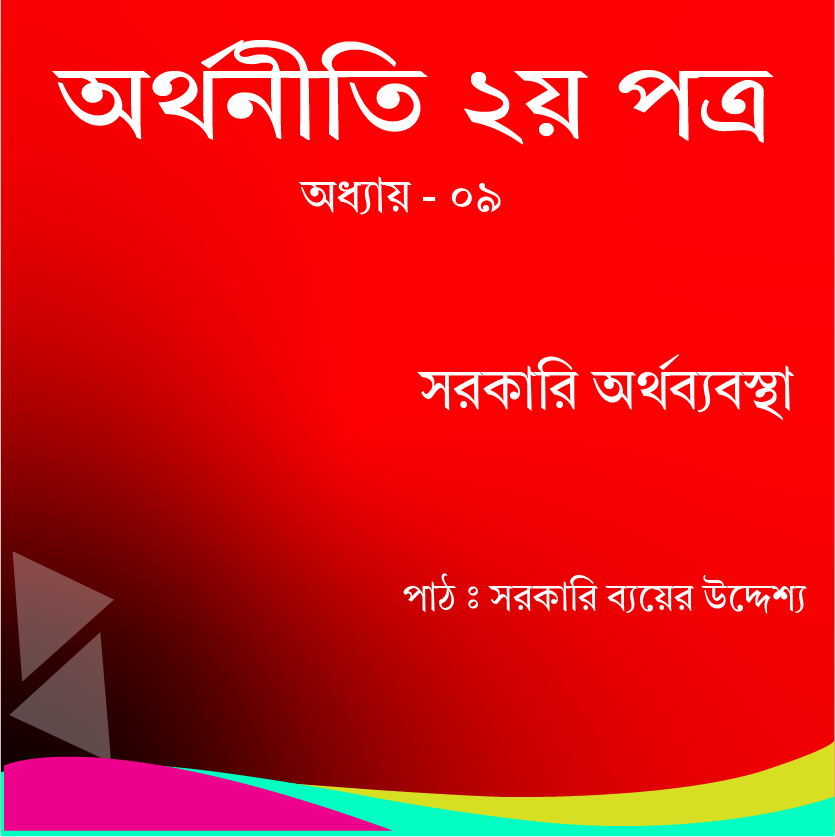 অর্থনীতি ২য় পত্র
অধ্যায় - ০৯
সরকারি অর্থব্যবস্থা
পাঠ ঃ সরকারি ব্যয়ের উদ্দেশ্য